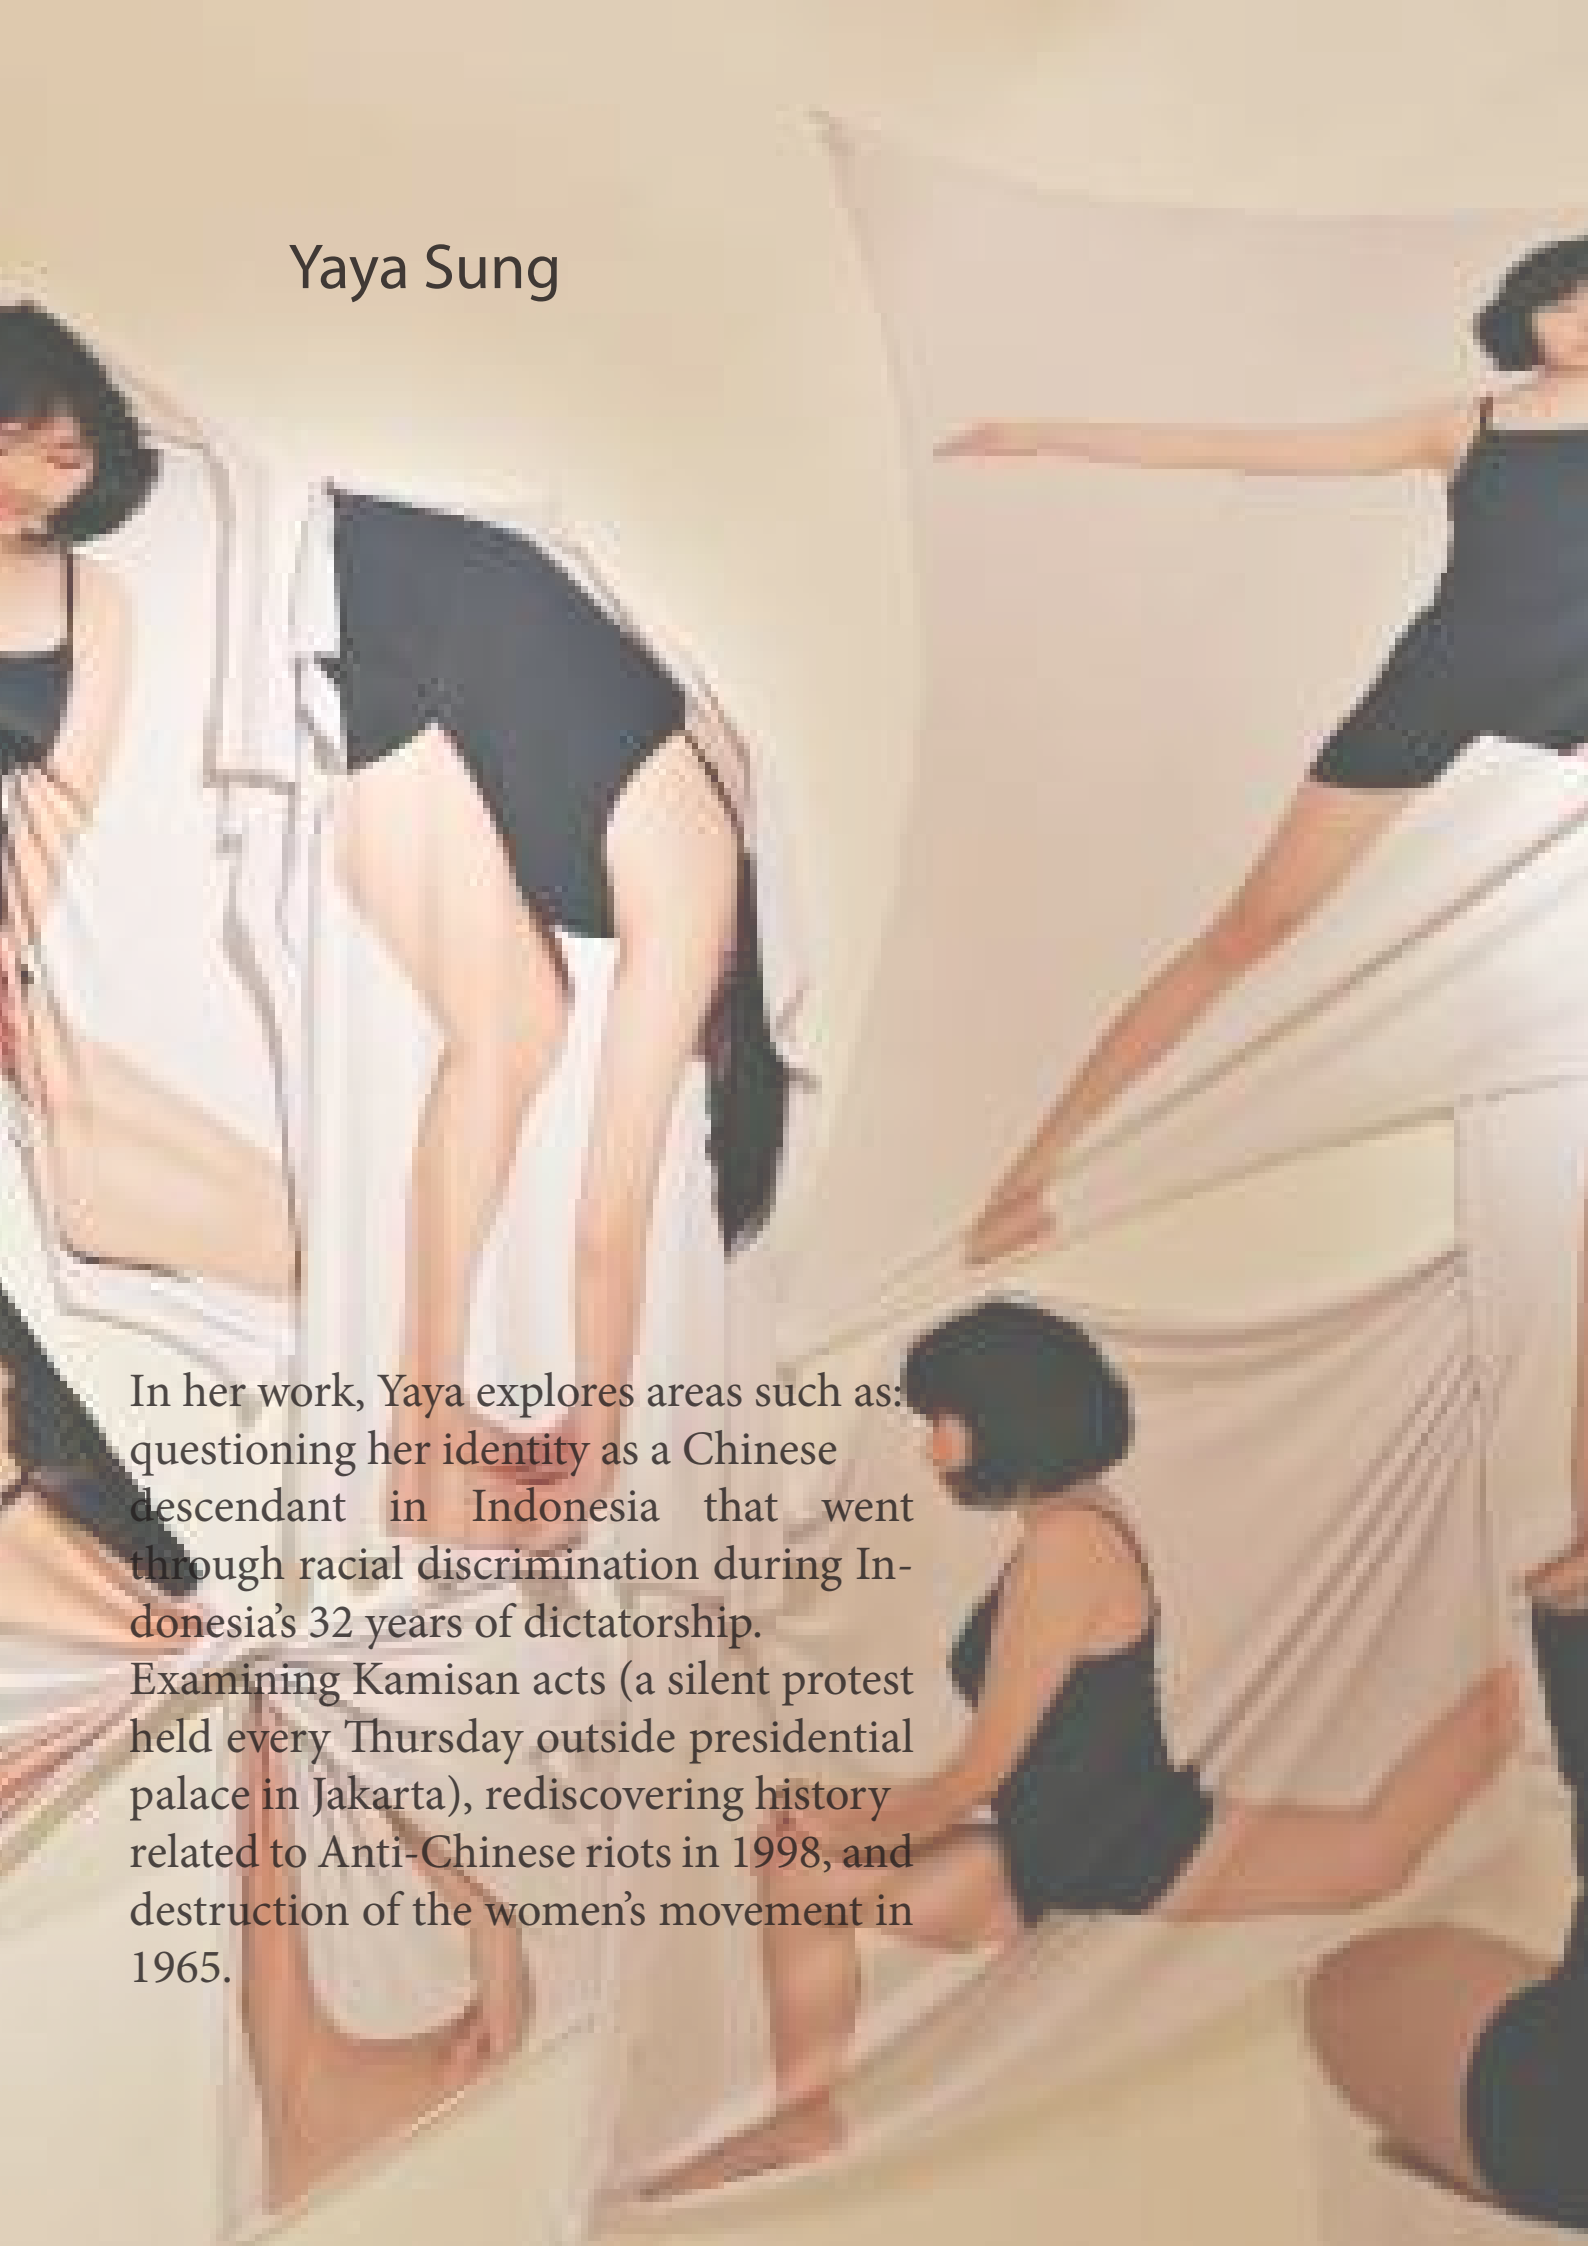 Yaya Sung
In her work, Yaya explores areas such as:
questioning her identity as a Chinese
descendant in Indonesia that went
through racial discrimination during In-
donesia’s 32 years of dictatorship.
Examining Kamisan acts (a silent protest
held every Thursday outside presidential
palace in Jakarta), rediscovering history
related to Anti-Chinese riots in 1998, and
destruction of the women’s movement in
1965.